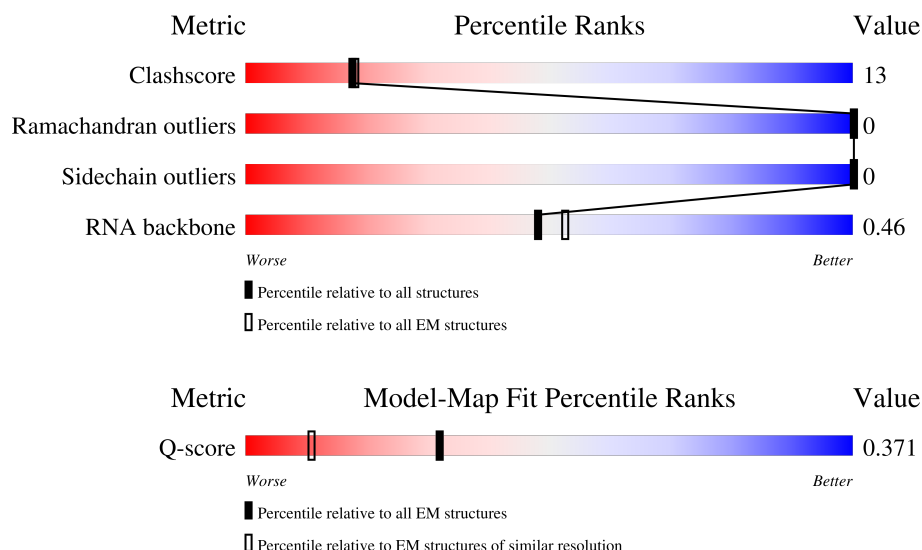 Metric Percentile Ranks Value
Clashscore 13
Ramachandran outliers 0
Sidechain outliers 0
RNA backbone 0.46
Worse Better
Percentile relative to all structures
Percentile relative to all EM structures
Metric Model-Map Fit Percentile Ranks Value
Q-score 0.371
Worse Better
Percentile relative to all EM structures
Percentile relative to EM structures of similar resolution